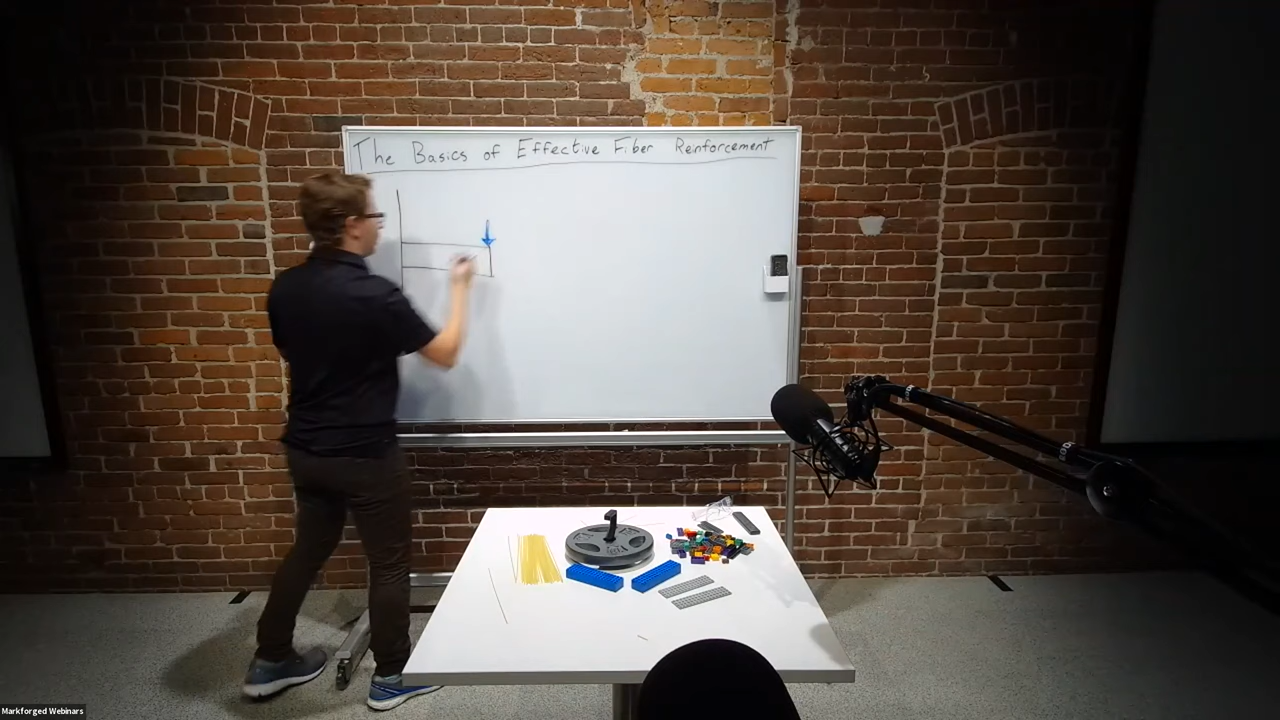 The Basics of Effective Fiber Reinforcement
Markforged Webinars